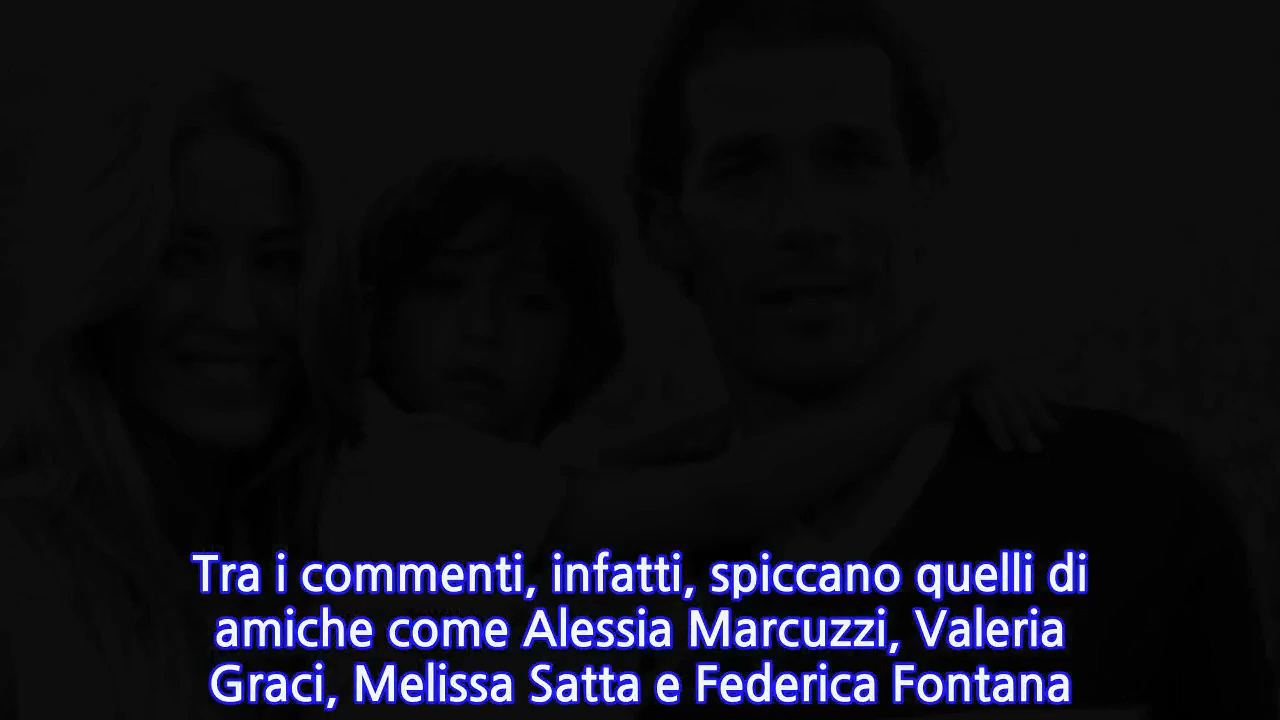 Tra i commenti, infatti, spiccano quelli di
amiche come Alessia Marcuzzi, Valeria
Graci, Melissa Satta e Federica Fontana